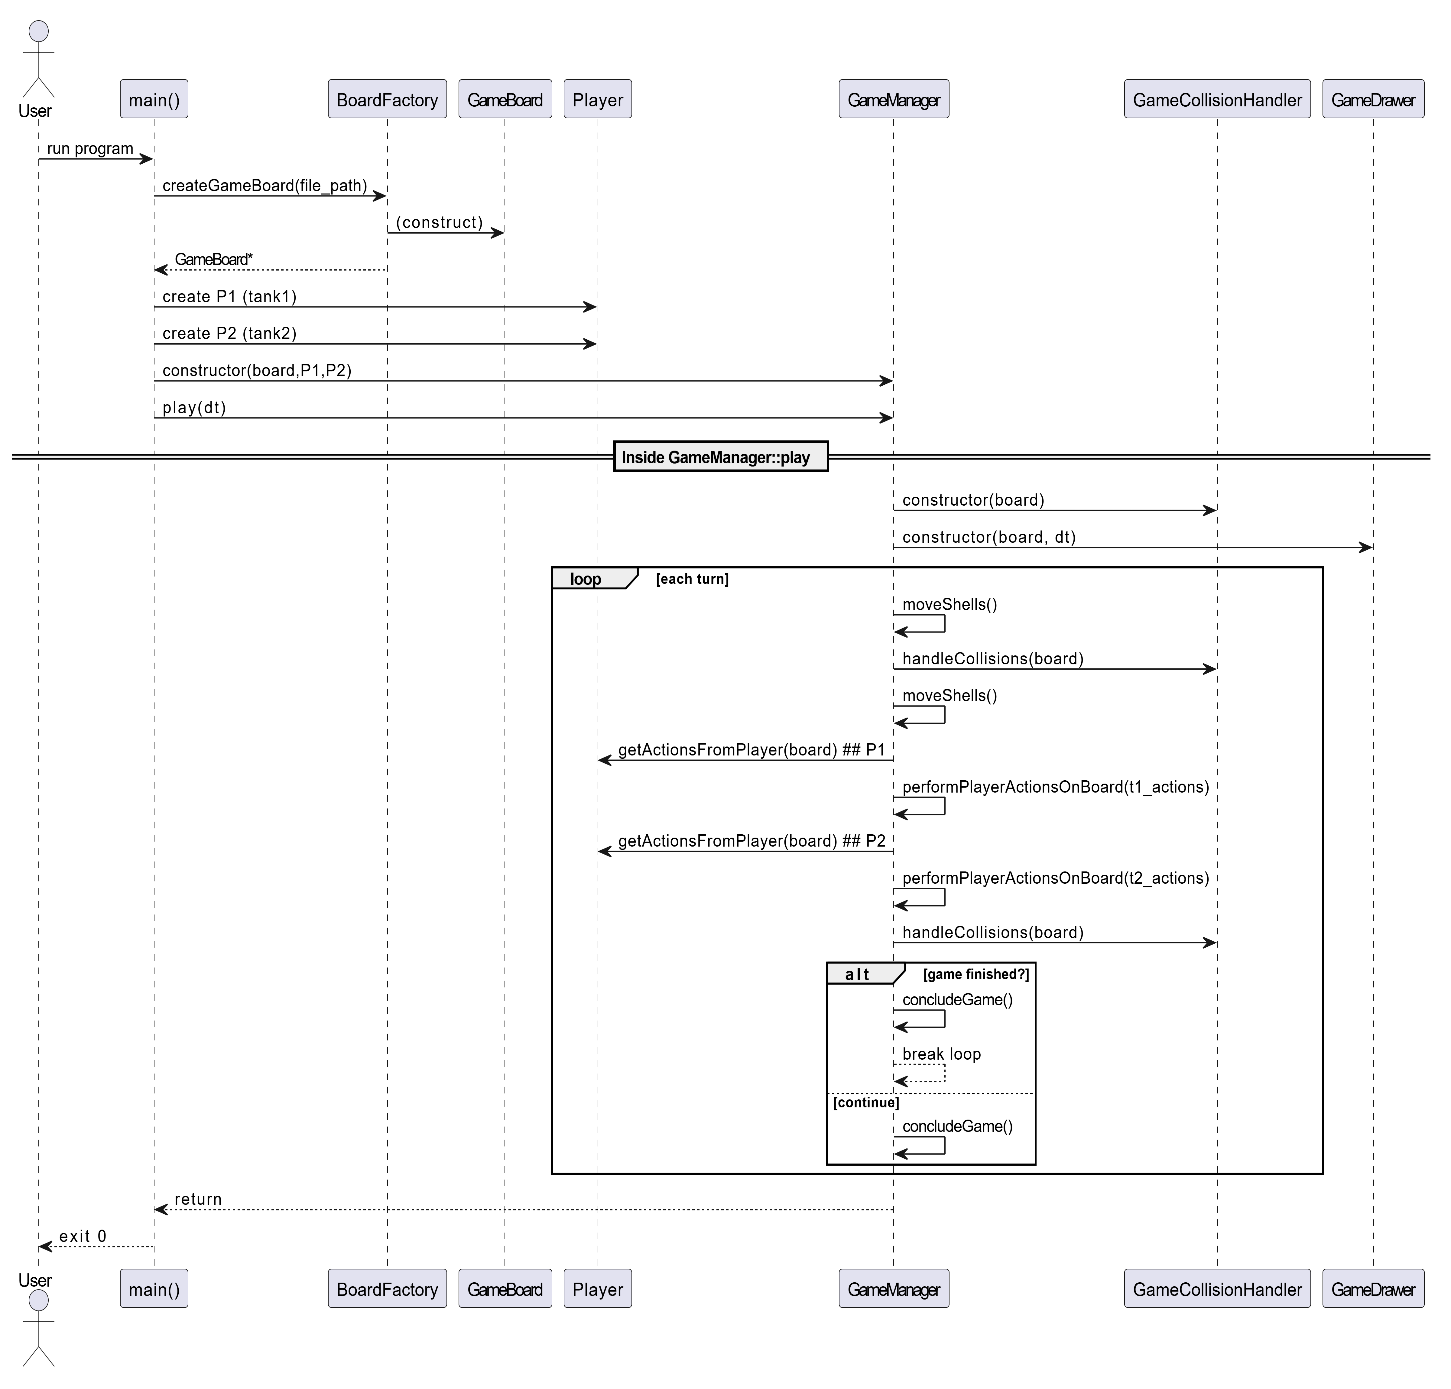 User
main()
BoardFactory
GameBoard
Player
GameManager
GameCollisionHandler
GameDrawer
run program
createGameBoard(file_path)
(construct)
GameBoard*
create P1 (tank1)
create P2 (tank2)
constructor(board,P1,P2)
play(dt)
Inside GameManager::play
constructor(board)
constructor(board, dt)
loop
[each turn]
moveShells()
handleCollisions(board)
moveShells()
getActionsFromPlayer(board) ## P1
performPlayerActionsOnBoard(t1_actions)
getActionsFromPlayer(board) ## P2
performPlayerActionsOnBoard(t2_actions)
handleCollisions(board)
alt
[game finished?]
concludeGame()
break loop
[continue]
concludeGame()
return
exit 0
User
main()
BoardFactory
GameBoard
Player
GameManager
GameCollisionHandler
GameDrawer